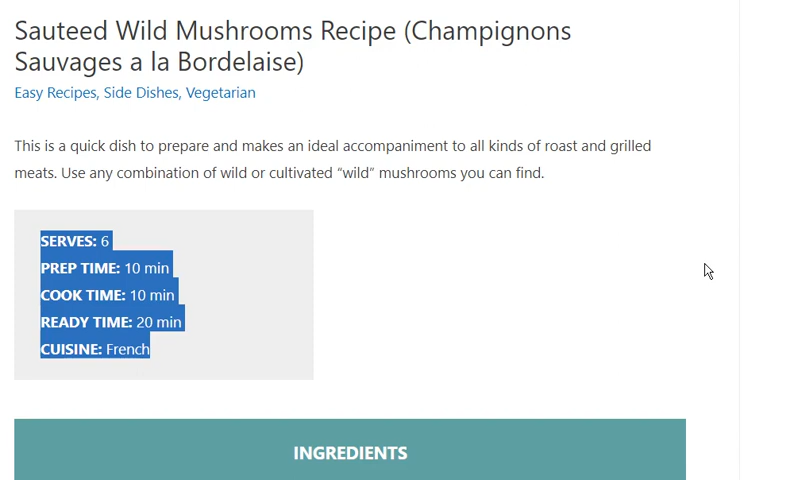 Sauteed Wild Mushrooms Recipe (Champignons
Sauvages a la Bordelaise)
Easy Recipes, Side Dishes, Vegetarian
This is a quick dish to prepare and makes an ideal accompaniment to all kinds of roast and grilled
meats. Use any combination of wild or cultivated “wild” mushrooms you can find.
SERVES: 6
PREP TIME: 10 min
COOK TIME: 10 min
READY TIME: 20 min
CUISINE: French
INGREDIENTS